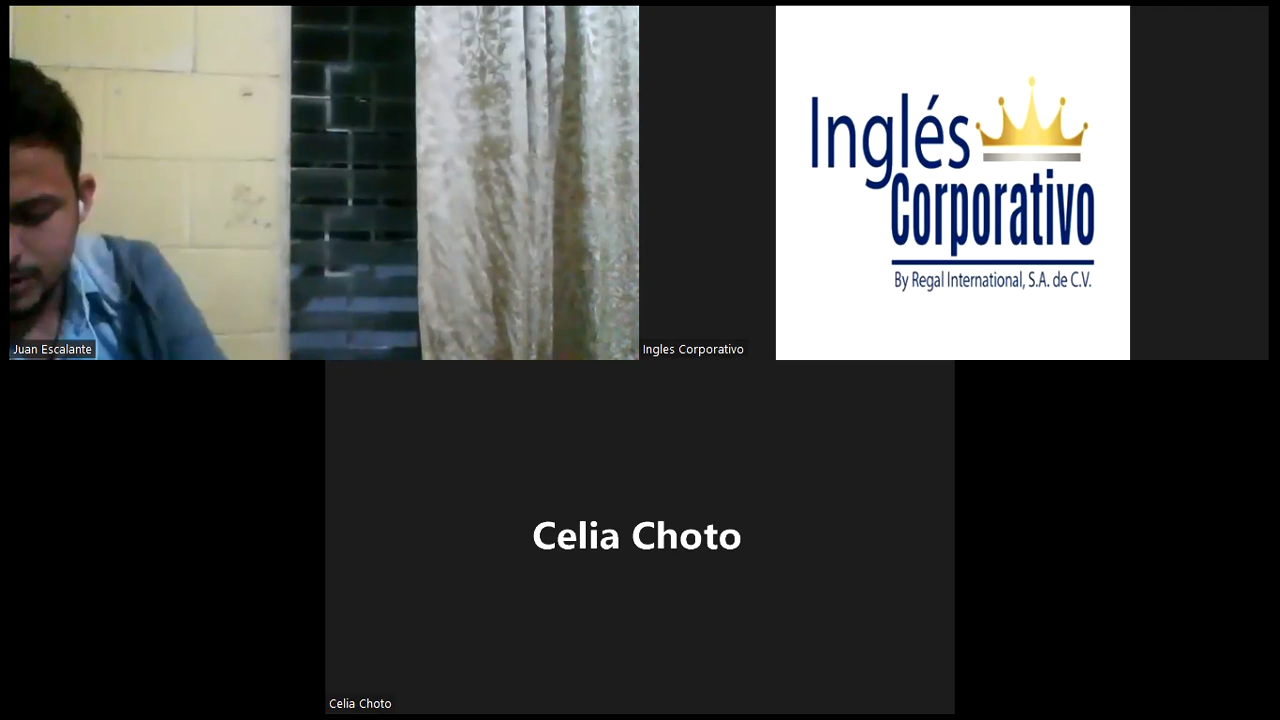 Juan Escalante
Inglés
Corporativo
By Regal International, S.A. de C.V.
Ingles Corporativo
Celia Choto
Celia Choto